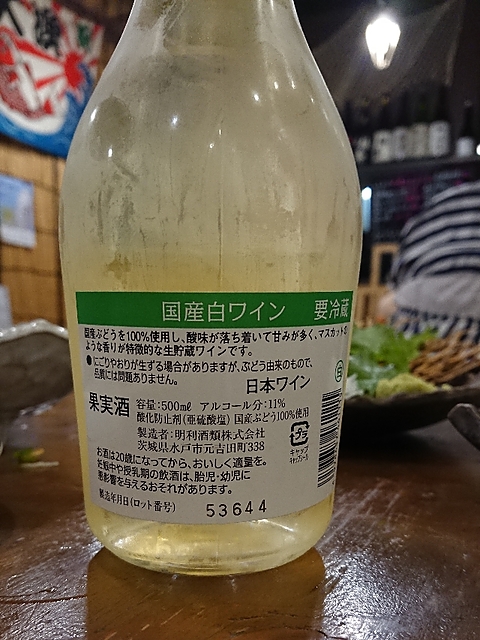 国産白ワイン 要冷蔵
国産ぶどうを100%使用し、酸味が落ち着いて甘みが多く、マスカットの
ような香りが特徴的な生貯蔵ワインです。
●にごりやおりが生ずる場合がありますが、ぶどう由来のもので、
品質には問題ありません。
日本ワイン
果実酒
容量:500ml アルコール分:11%
酸化防止剤(亜硫酸塩) 国産ぶどう100%使用
製造者:明利酒類株式会社
茨城県水戸市元吉田町338
お酒は20歳になってから、おいしく適量を。
妊娠中や授乳期の飲酒は、胎児・幼児に
悪影響を与えるおそれがあります。
製造年月日(ロット番号)
53644
プラ
キャップ